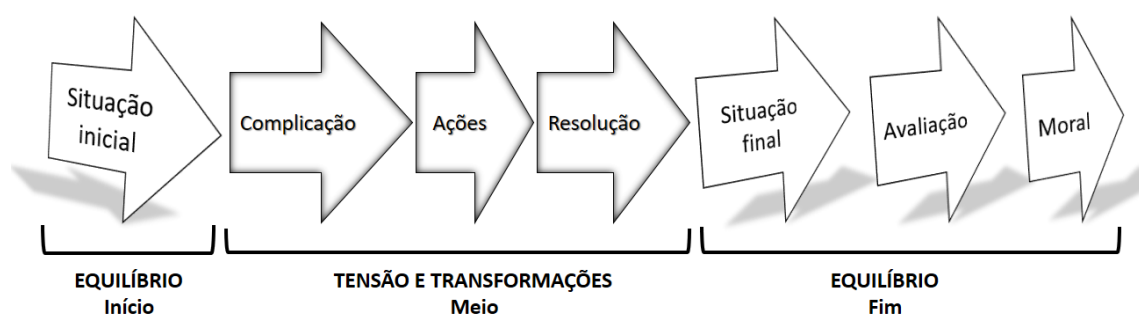 Situação
inicial
Complicação
Ações
Resolução
Situação
final
Avaliação
Moral
EQUILÍBRIO
Início
TENSÃO E TRANSFORMAÇÕES
Meio
EQUILÍBRIO
Fim